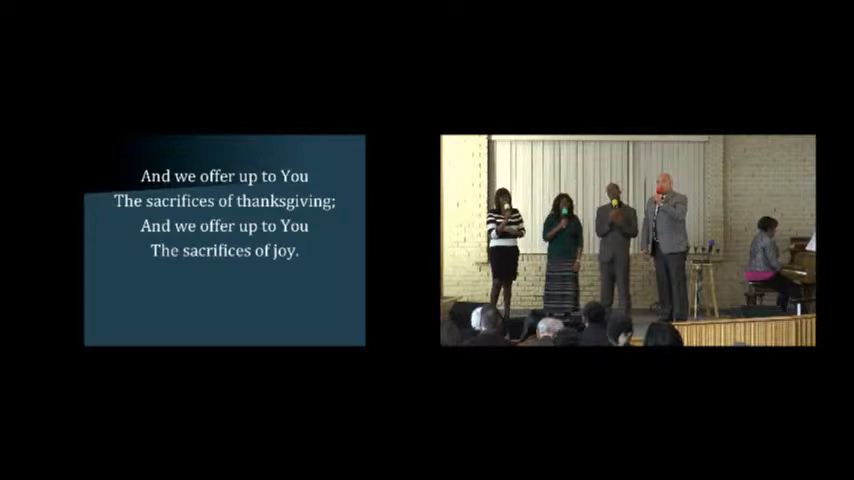 And we offer up to You
The sacrifices of thanksgiving;
And we offer up to You
The sacrifices of joy.